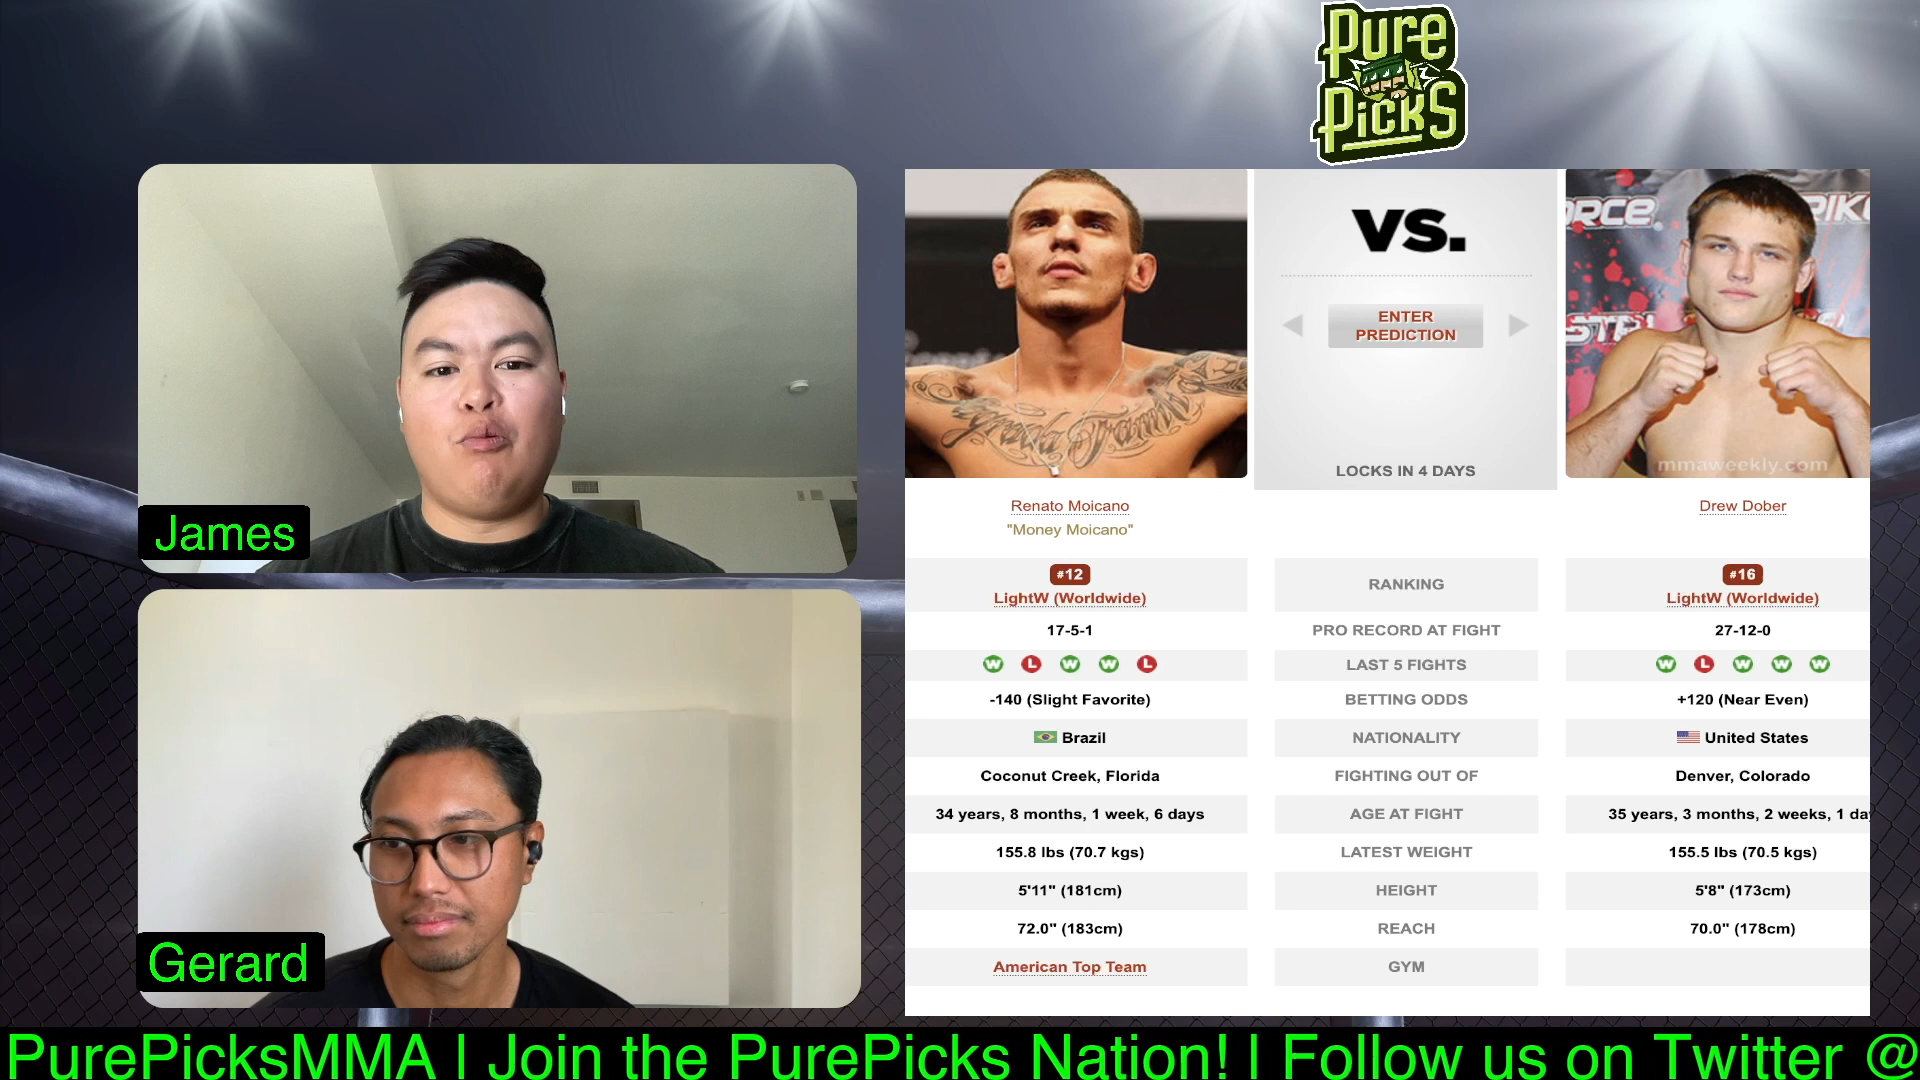 Pure
Picks
James
Gerard
VS.
ENTER
PREDICTION
LOCKS IN 4 DAYS
mmaweekly.com
Renato Moicano
"Money Moicano"
Drew Dober
#12
LightW (Worldwide)
RANKING
#16
LightW (Worldwide)
17-5-1
PRO RECORD AT FIGHT
27-12-0
W L W W L
LAST 5 FIGHTS
W L W W W
-140 (Slight Favorite)
BETTING ODDS
+120 (Near Even)
Brazil
NATIONALITY
United States
Coconut Creek, Florida
FIGHTING OUT OF
Denver, Colorado
34 years, 8 months, 1 week, 6 days
AGE AT FIGHT
35 years, 3 months, 2 weeks, 1 da
155.8 lbs (70.7 kgs)
LATEST WEIGHT
155.5 lbs (70.5 kgs)
5'11" (181cm)
HEIGHT
5'8" (173cm)
72.0" (183cm)
REACH
70.0" (178cm)
American Top Team
GYM
PurePicksMMA | Join the PurePicks Nation! | Follow us on Twitter @